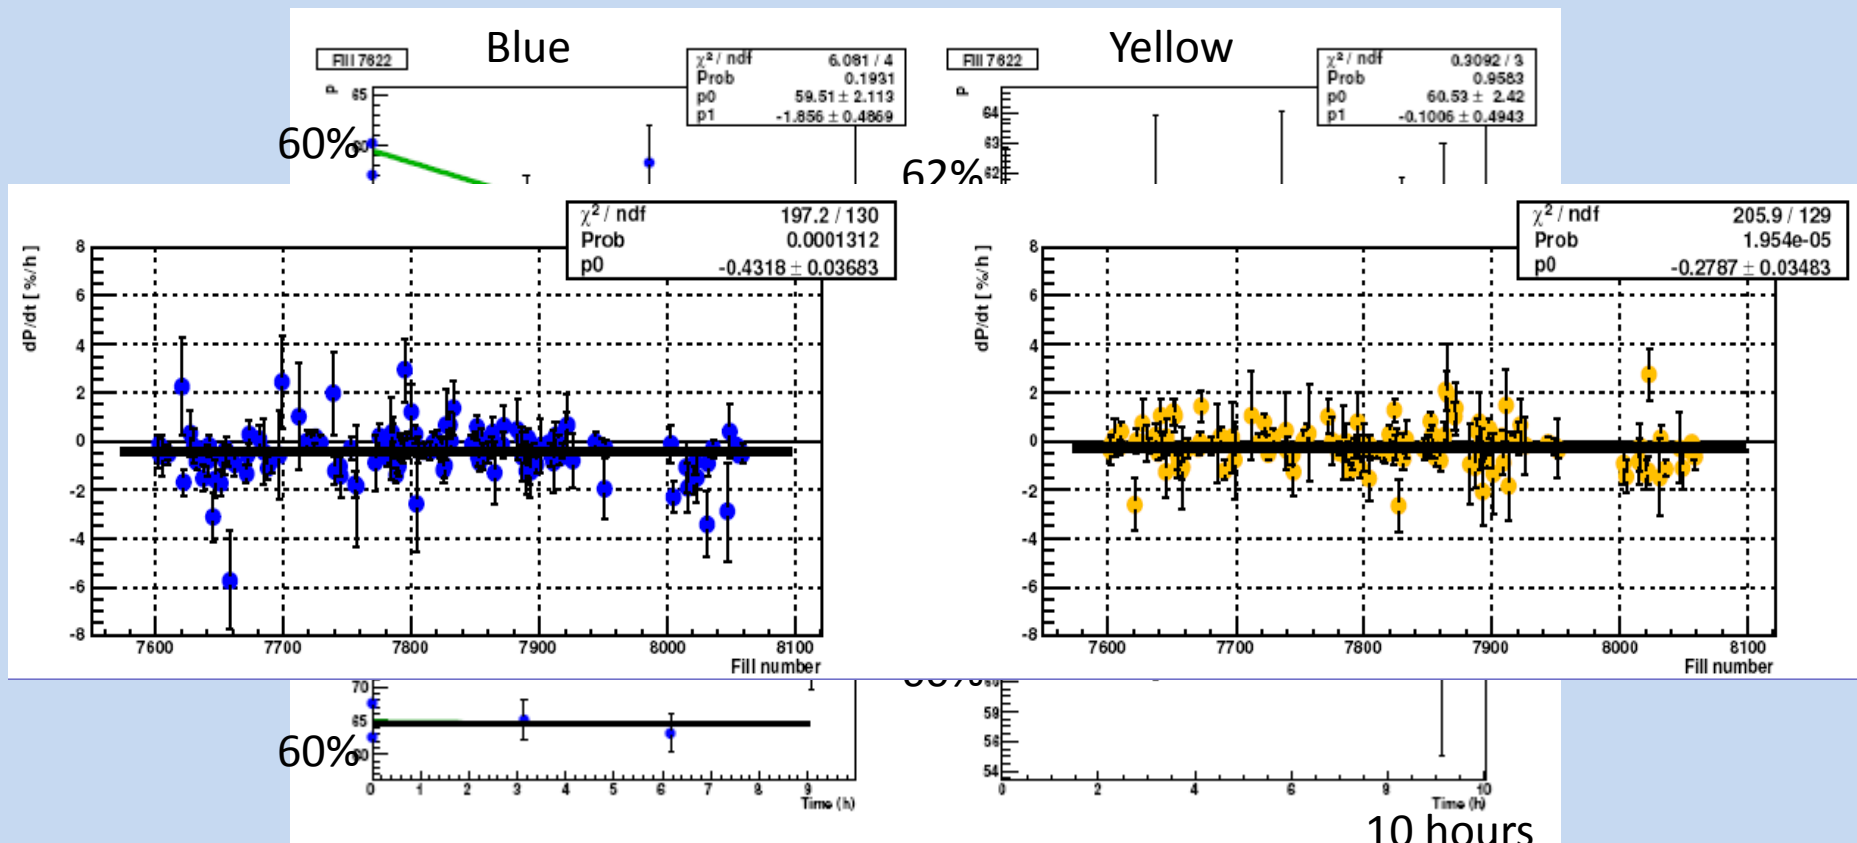 Blue
Yellow
Fill 7622
χ² / ndf 6.081 / 4
Prob 0.1931
p0 59.51 ± 2.113
p1 -1.856 ± 0.4869
Fill 7622
χ² / ndf 0.3092 / 3
Prob 0.9583
p0 60.53 ± 2.42
p1 -0.1006 ± 0.4943
P
65
60%
P
64
63
62
62%
χ² / ndf 197.2 / 130
Prob 0.0001312
p0 -0.4318 ± 0.03683
χ² / ndf 205.9 / 129
Prob 1.954e-05
p0 -0.2787 ± 0.03483
dP/dt [ %/h ]
8
6
4
2
0
-2
-4
-6
-8
7600 7700 7800 7900 8000 8100
Fill number
dP/dt [ %/h ]
8
6
4
2
0
-2
-4
-6
-8
7600 7700 7800 7900 8000 8100
Fill number
70
65
60%
0 1 2 3 4 5 6 7 8 9
Time (h)
58
56
54
0 2 4 6 8 10
Time (h)
10 hours